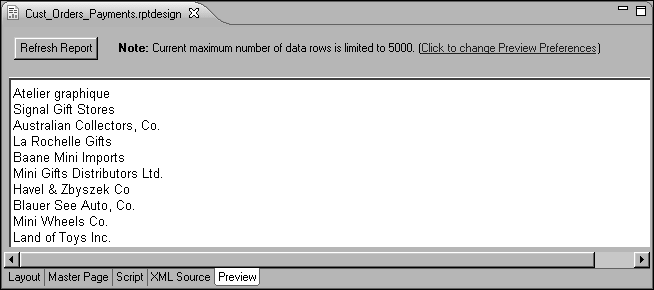 Cust_Orders_Payments.rptdesign
Refresh Report Note: Current maximum number of data rows is limited to 5000. (Click to change Preview Preferences)
Atelier graphique
Signal Gift Stores
Australian Collectors, Co.
La Rochelle Gifts
Baane Mini Imports
Mini Gifts Distributors Ltd.
Havel & Zbyszek Co
Blauer See Auto, Co.
Mini Wheels Co.
Land of Toys Inc.
Layout Master Page Script XML Source Preview